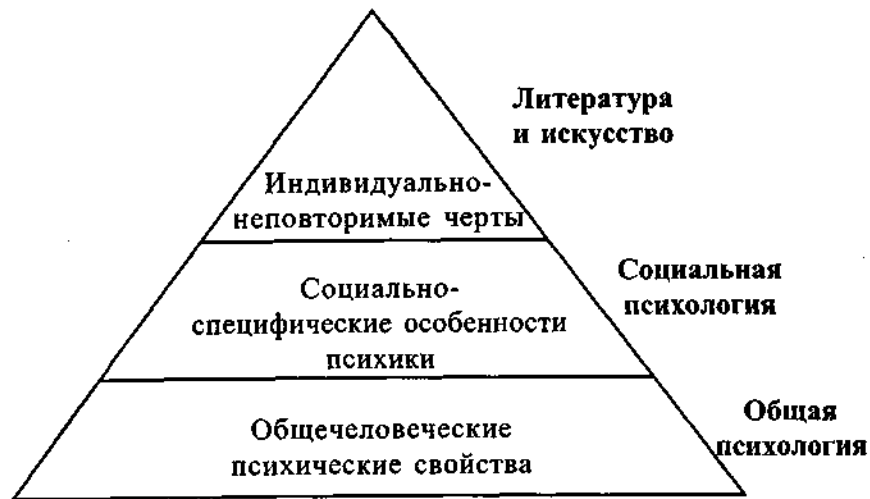 Литература
и искусство
Индивидуально-
неповторимые черты
Социальная
психология
Социально-
специфические особенности
психики
Общая
психология
Общечеловеческие
психические свойства